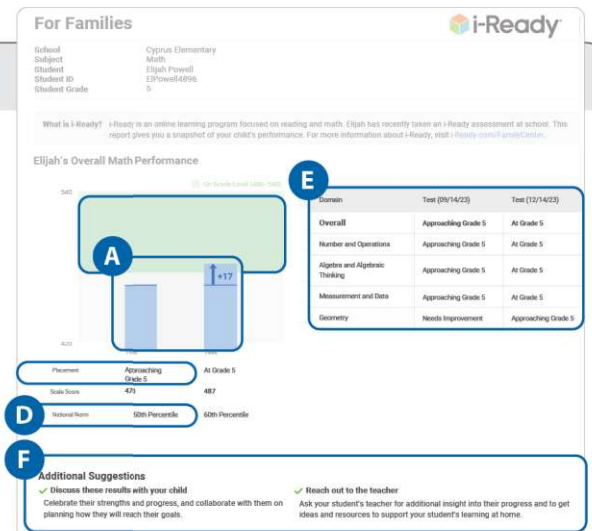 For Families
i-Ready
School Cyprus Elementary
Subject Math
Student Elijah Powell
Student ID ElPowell4896
Student Grade 5
What is i-Ready? i-Ready is an online learning program focused on reading and math. Elijah has recently taken an i-Ready assessment at school. This
report gives you a snapshot of your child's performance. For more information about i-Ready, visit i-Ready.com/FamilyCenter.
Elijah's Overall Math Performance
540
E
Domain Test (09/14/23) Test (12/14/23)
Overall Approaching Grade 5 At Grade 5
Number and Operations Approaching Grade 5 At Grade 5
Algebra and Algebraic
Thinking Approaching Grade 5 At Grade 5
Measurement and Data Approaching Grade 5 At Grade 5
Geometry Needs Improvement Approaching Grade 5
A
+17
420
Placement Approaching
Grade 5 At Grade 5
Scale Score 470 487
D
National Norm 50th Percentile 60th Percentile
F
Additional Suggestions
Discuss these results with your child
Celebrate their strengths and progress, and collaborate with them on
planning how they will reach their goals.
Reach out to the teacher
Ask your student's teacher for additional insight into their progress and to get
ideas and resources to support your student's learning at home.